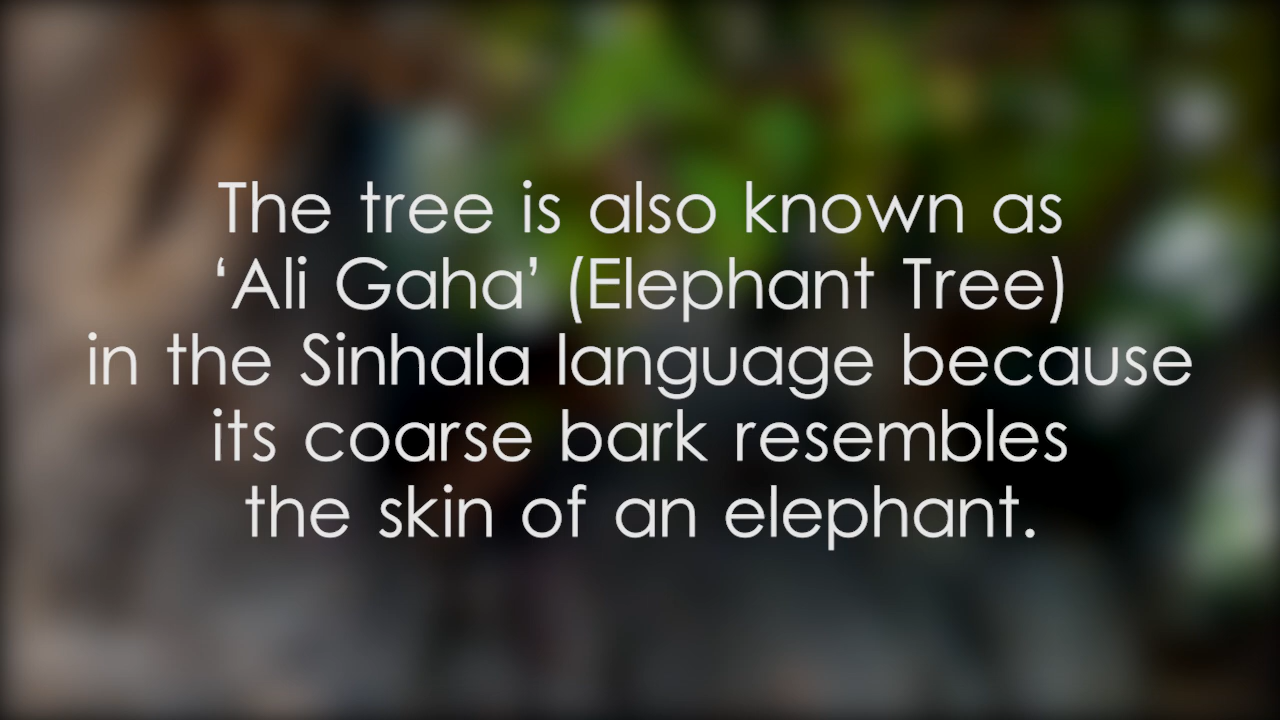 The tree is also known as
‘Ali Gaha’ (Elephant Tree)
in the Sinhala language because
its coarse bark resembles
the skin of an elephant.